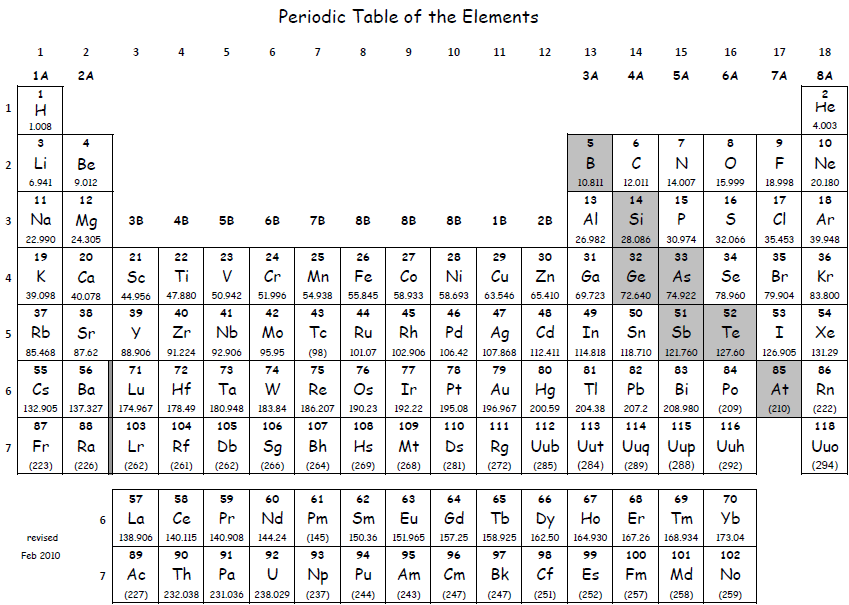 Periodic Table of the Elements
1 2 3 4 5 6 7 8 9 10 11 12 13 14 15 16 17 18
1A 2A 3A 4A 5A 6A 7A 8A
1 2
1 H He
1.008 4.003
3 4 5 6 7 8 9 10
2 Li Be B C N O F Ne
6.941 9.012 10.811 12.011 14.007 15.999 18.998 20.180
11 12 13 14 15 16 17 18
3 Na Mg 3B 4B 5B 6B 7B 8B 8B 8B 1B 2B Al Si P S Cl Ar
22.990 24.305 26.982 28.086 30.974 32.066 35.453 39.948
19 20 21 22 23 24 25 26 27 28 29 30 31 32 33 34 35 36
4 K Ca Sc Ti V Cr Mn Fe Co Ni Cu Zn Ga Ge As Se Br Kr
39.098 40.078 44.956 47.880 50.942 51.996 54.938 55.845 58.933 58.693 63.546 65.410 69.723 72.640 74.922 78.960 79.904 83.800
37 38 39 40 41 42 43 44 45 46 47 48 49 50 51 52 53 54
5 Rb Sr Y Zr Nb Mo Tc Ru Rh Pd Ag Cd In Sn Sb Te I Xe
85.468 87.62 88.906 91.224 92.906 95.95 (98) 101.07 102.906 106.42 107.868 112.411 114.818 118.710 121.760 127.60 126.905 131.29
55 56 71 72 73 74 75 76 77 78 79 80 81 82 83 84 85 86
6 Cs Ba Lu Hf Ta W Re Os Ir Pt Au Hg Tl Pb Bi Po At Rn
132.905 137.327 174.967 178.49 180.948 183.84 186.207 190.23 192.22 195.08 196.967 200.59 204.38 207.2 208.980 (209) (210) (222)
87 88 103 104 105 106 107 108 109 110 111 112 113 114 115 116 118
7 Fr Ra Lr Rf Db Sg Bh Hs Mt Ds Rg Uub Uut Uuq Uup Uuh Uuo
(223) (226) (262) (261) (262) (266) (264) (269) (268) (281) (272) (285) (284) (289) (288) (292) (294)
57 58 59 60 61 62 63 64 65 66 67 68 69 70
6 La Ce Pr Nd Pm Sm Eu Gd Tb Dy Ho Er Tm Yb
revised 138.906 140.115 140.908 144.24 (145) 150.36 151.965 157.25 158.925 162.50 164.930 167.26 168.934 173.04
Feb 2010 89 90 91 92 93 94 95 96 97 98 99 100 101 102
7 Ac Th Pa U Np Pu Am Cm Bk Cf Es Fm Md No
(227) 232.038 231.036 238.029 (237) (244) (243) (247) (247) (251) (252) (257) (258) (259)